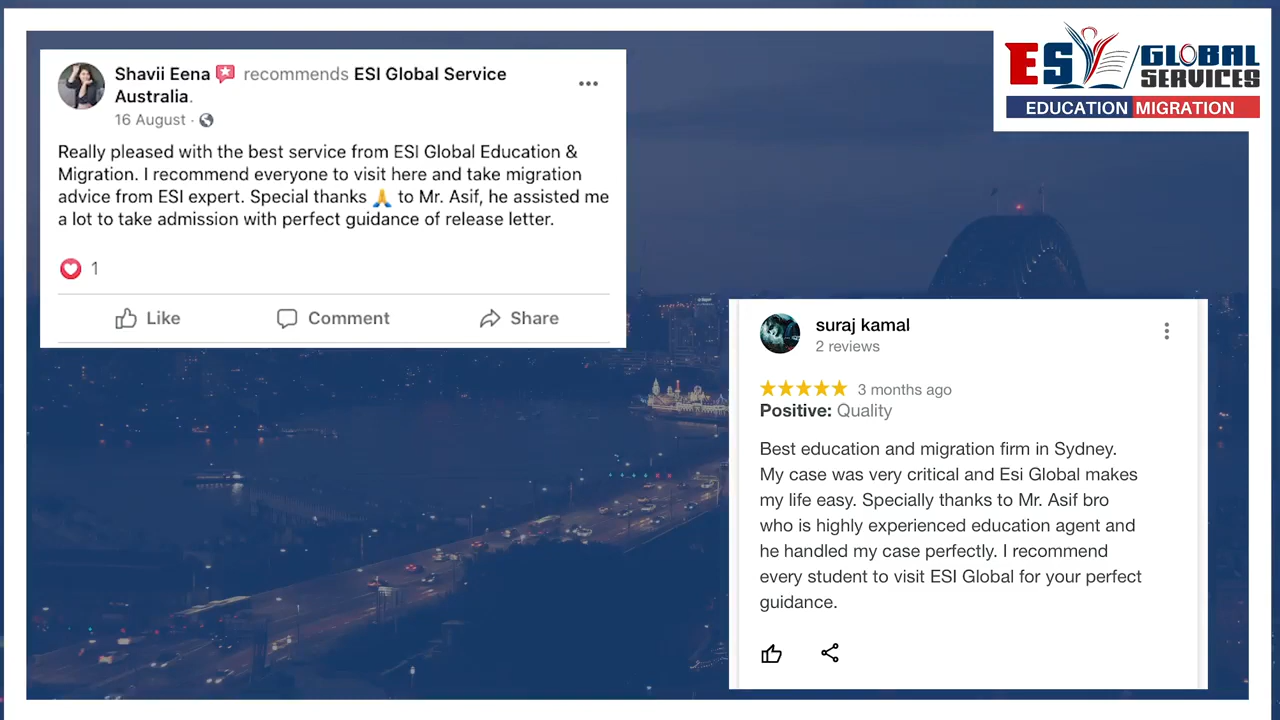 Shavii Eena recommends ESI Global Service
Australia.
16 August ·
Really pleased with the best service from ESI Global Education &
Migration. I recommend everyone to visit here and take migration
advice from ESI expert. Special thanks 🙏 to Mr. Asif, he assisted me
a lot to take admission with perfect guidance of release letter.
1
Like Comment Share
ESI GLOBAL
SERVICES
EDUCATION MIGRATION
suraj kamal
2 reviews
3 months ago
Positive: Quality
Best education and migration firm in Sydney.
My case was very critical and Esi Global makes
my life easy. Specially thanks to Mr. Asif bro
who is highly experienced education agent and
he handled my case perfectly. I recommend
every student to visit ESI Global for your perfect
guidance.